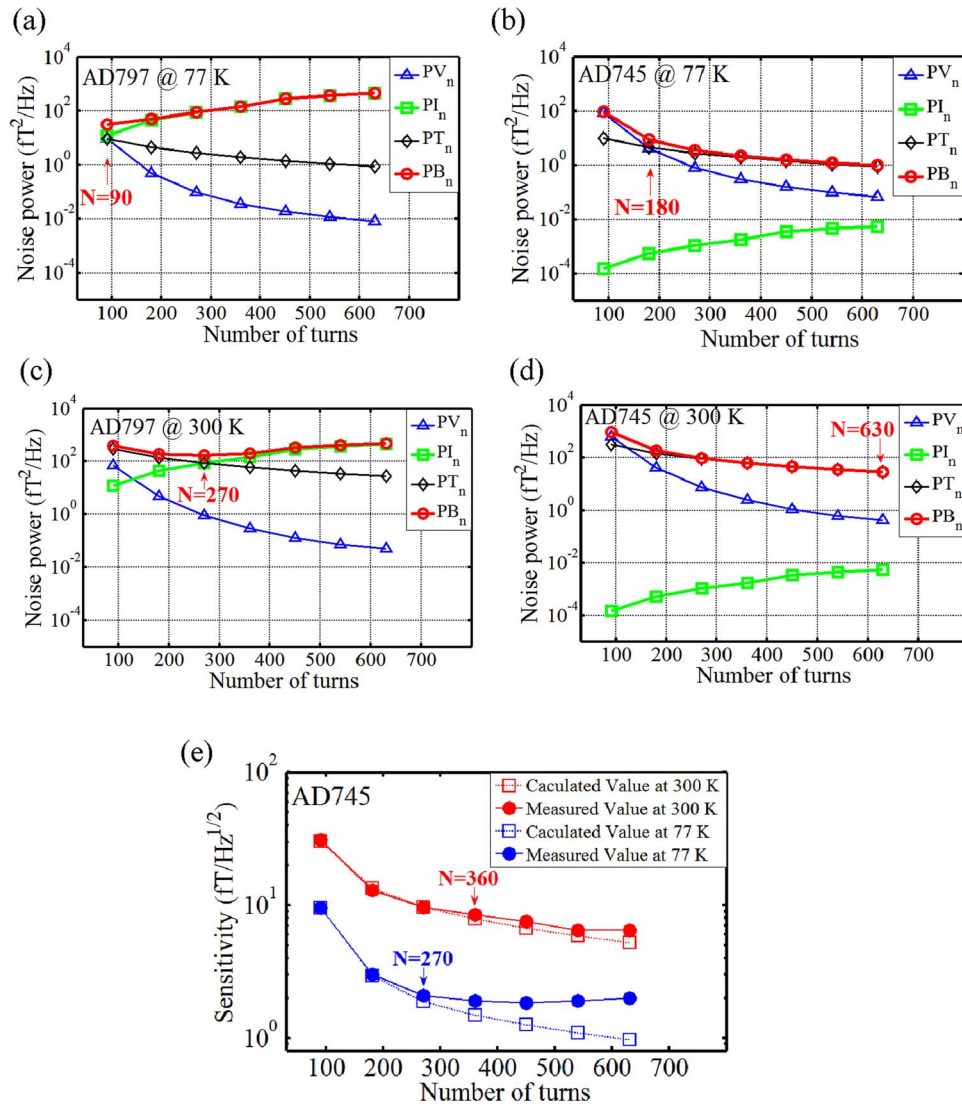 (a)
AD797 @ 77 K
PVn
PIn
PTn
PBn
N=90
Noise power (fT²/Hz)
10⁴
10²
10⁰
10⁻²
10⁻⁴
100 200 300 400 500 600 700
Number of turns
(b)
AD745 @ 77 K
PVn
PIn
PTn
PBn
N=180
Noise power (fT²/Hz)
10⁴
10²
10⁰
10⁻²
10⁻⁴
100 200 300 400 500 600 700
Number of turns
(c)
AD797 @ 300 K
PVn
PIn
PTn
PBn
N=270
Noise power (fT²/Hz)
10⁴
10²
10⁰
10⁻²
10⁻⁴
100 200 300 400 500 600 700
Number of turns
(d)
AD745 @ 300 K
PVn
PIn
PTn
PBn
N=630
Noise power (fT²/Hz)
10⁴
10²
10⁰
10⁻²
10⁻⁴
100 200 300 400 500 600 700
Number of turns
(e)
AD745
Caculated Value at 300 K
Measured Value at 300 K
Caculated Value at 77 K
Measured Value at 77 K
N=360
N=270
Sensitivity (fT/Hz^1/2)
10²
10¹
10⁰
100 200 300 400 500 600 700
Number of turns